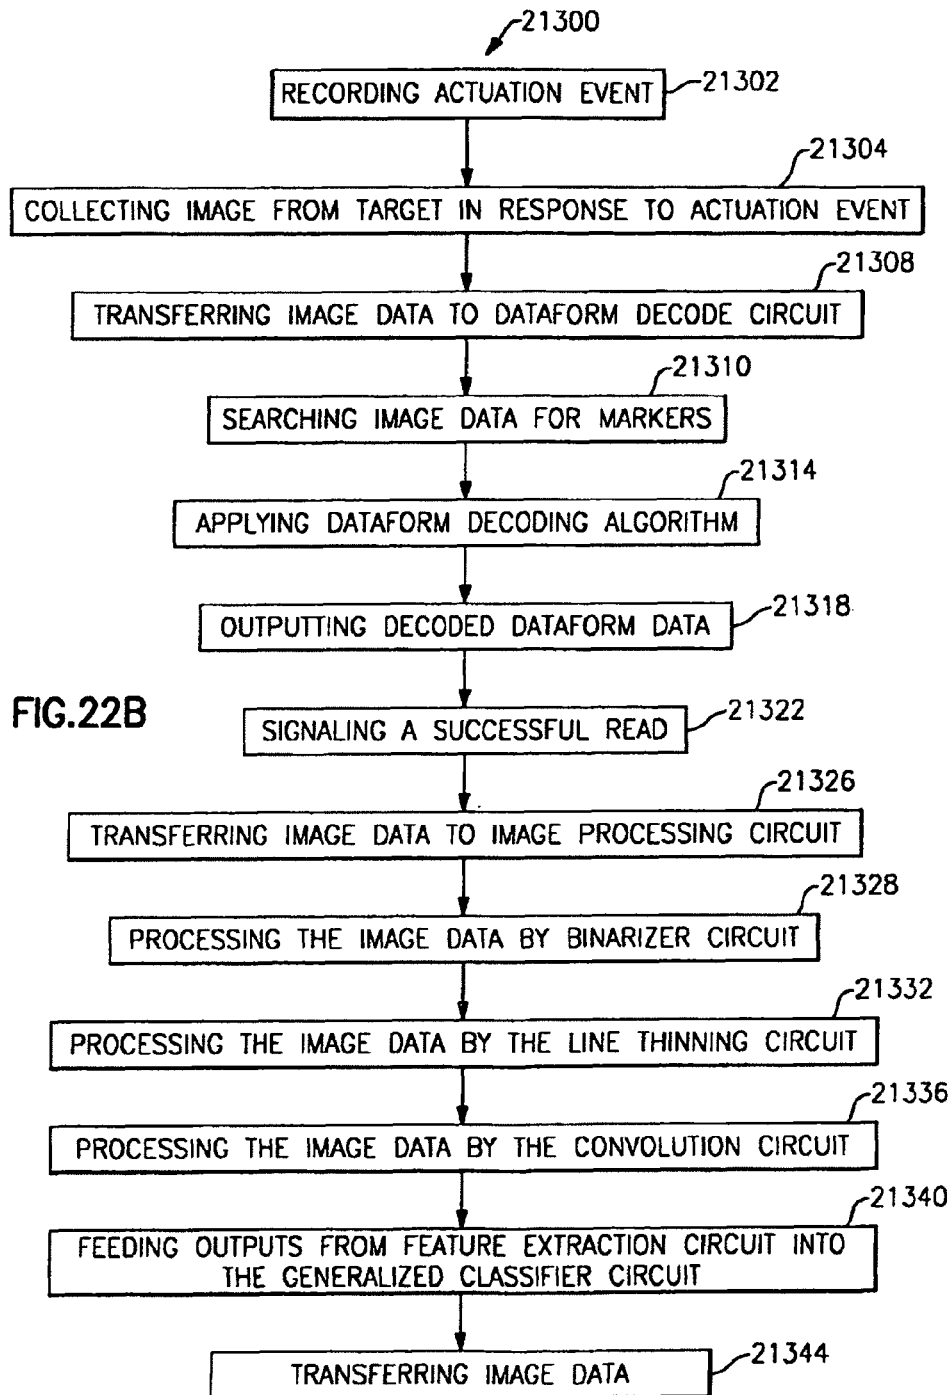 21300
RECORDING ACTUATION EVENT
21302
21304
COLLECTING IMAGE FROM TARGET IN RESPONSE TO ACTUATION EVENT
21308
TRANSFERRING IMAGE DATA TO DATAFORM DECODE CIRCUIT
21310
SEARCHING IMAGE DATA FOR MARKERS
21314
APPLYING DATAFORM DECODING ALGORITHM
21318
OUTPUTTING DECODED DATAFORM DATA
FIG.22B
21322
SIGNALING A SUCCESSFUL READ
21326
TRANSFERRING IMAGE DATA TO IMAGE PROCESSING CIRCUIT
21328
PROCESSING THE IMAGE DATA BY BINARIZER CIRCUIT
21332
PROCESSING THE IMAGE DATA BY THE LINE THINNING CIRCUIT
21336
PROCESSING THE IMAGE DATA BY THE CONVOLUTION CIRCUIT
21340
FEEDING OUTPUTS FROM FEATURE EXTRACTION CIRCUIT INTO
THE GENERALIZED CLASSIFIER CIRCUIT
21344
TRANSFERRING IMAGE DATA